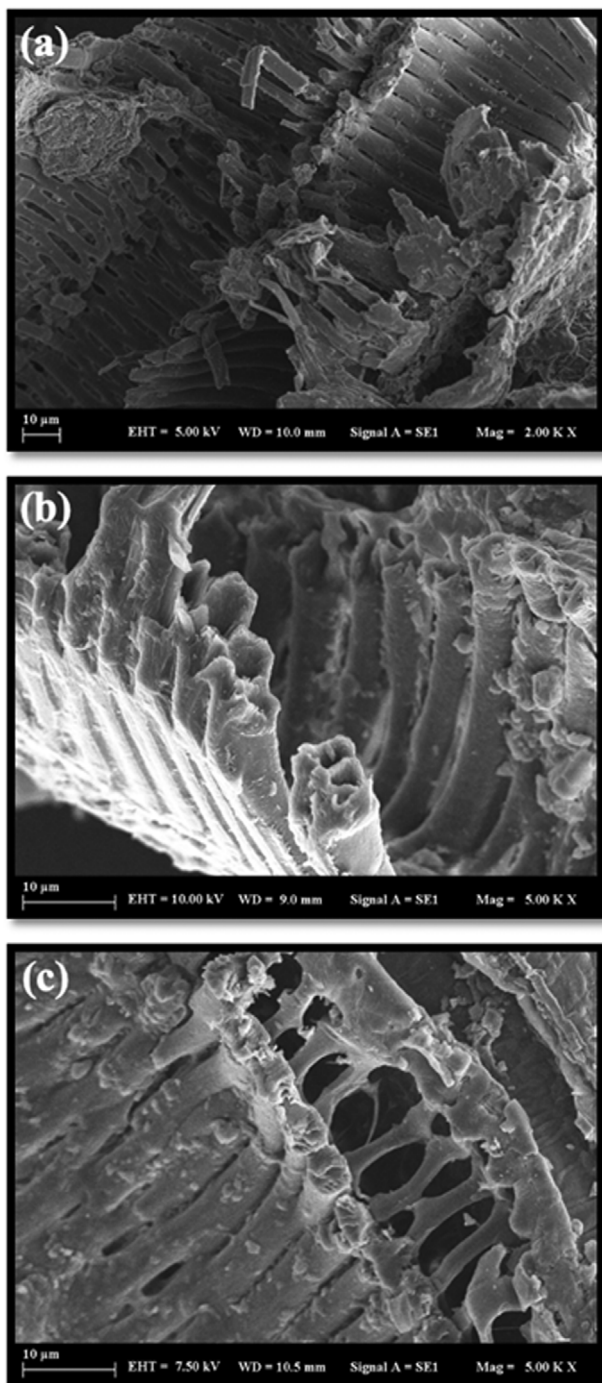 (a)
10 µm
EHT = 5.00 kV WD = 10.0 mm Signal A = SE1 Mag = 2.00 K X
(b)
10 µm
EHT = 10.00 kV WD = 9.0 mm Signal A = SE1 Mag = 5.00 K X
(c)
10 µm
EHT = 7.50 kV WD = 10.5 mm Signal A = SE1 Mag = 5.00 K X